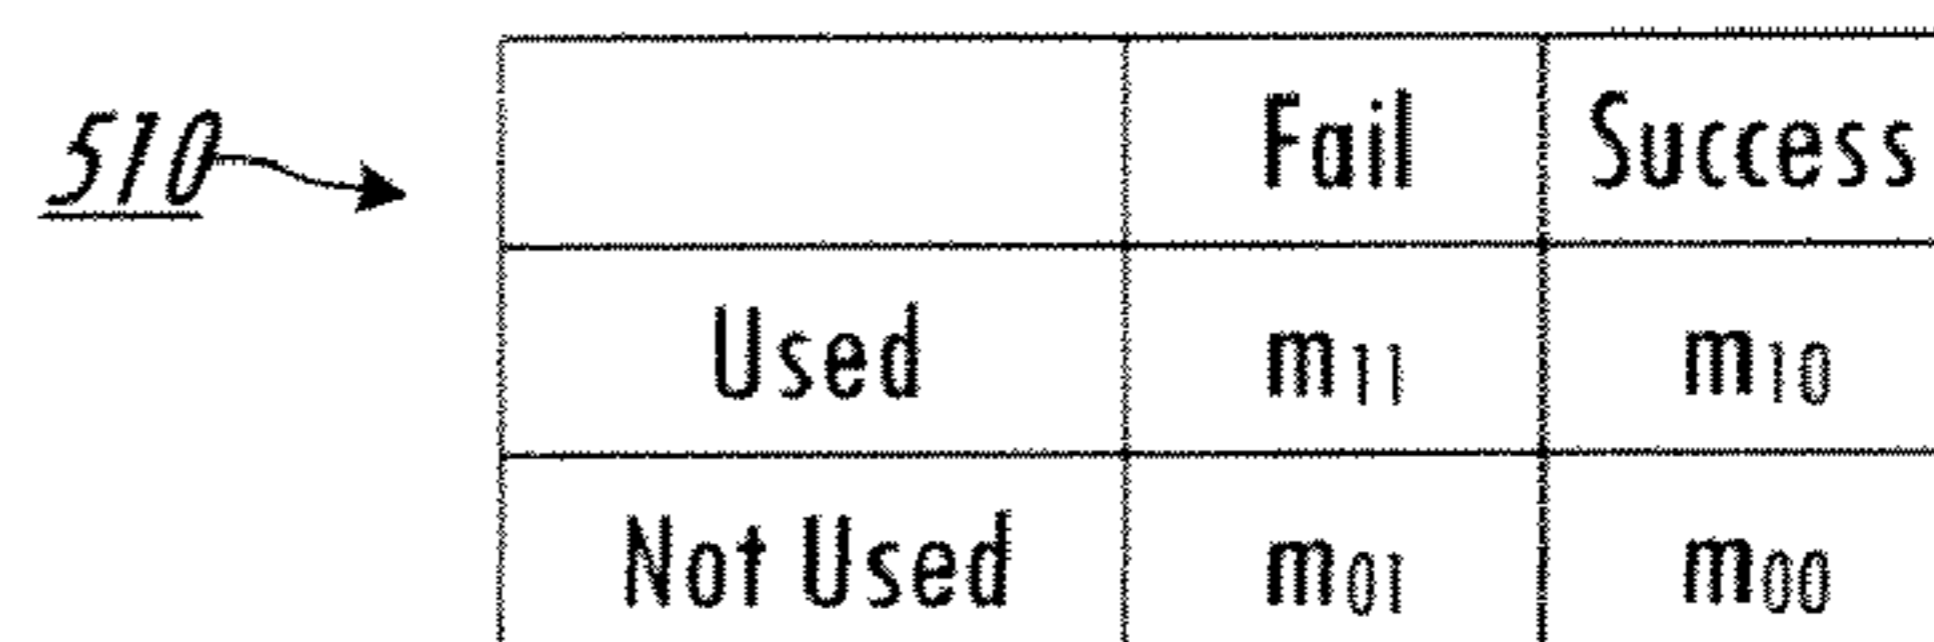 510
Fail Success
Used m₁₁ m₁₀
Not Used m₀₁ m₀₀